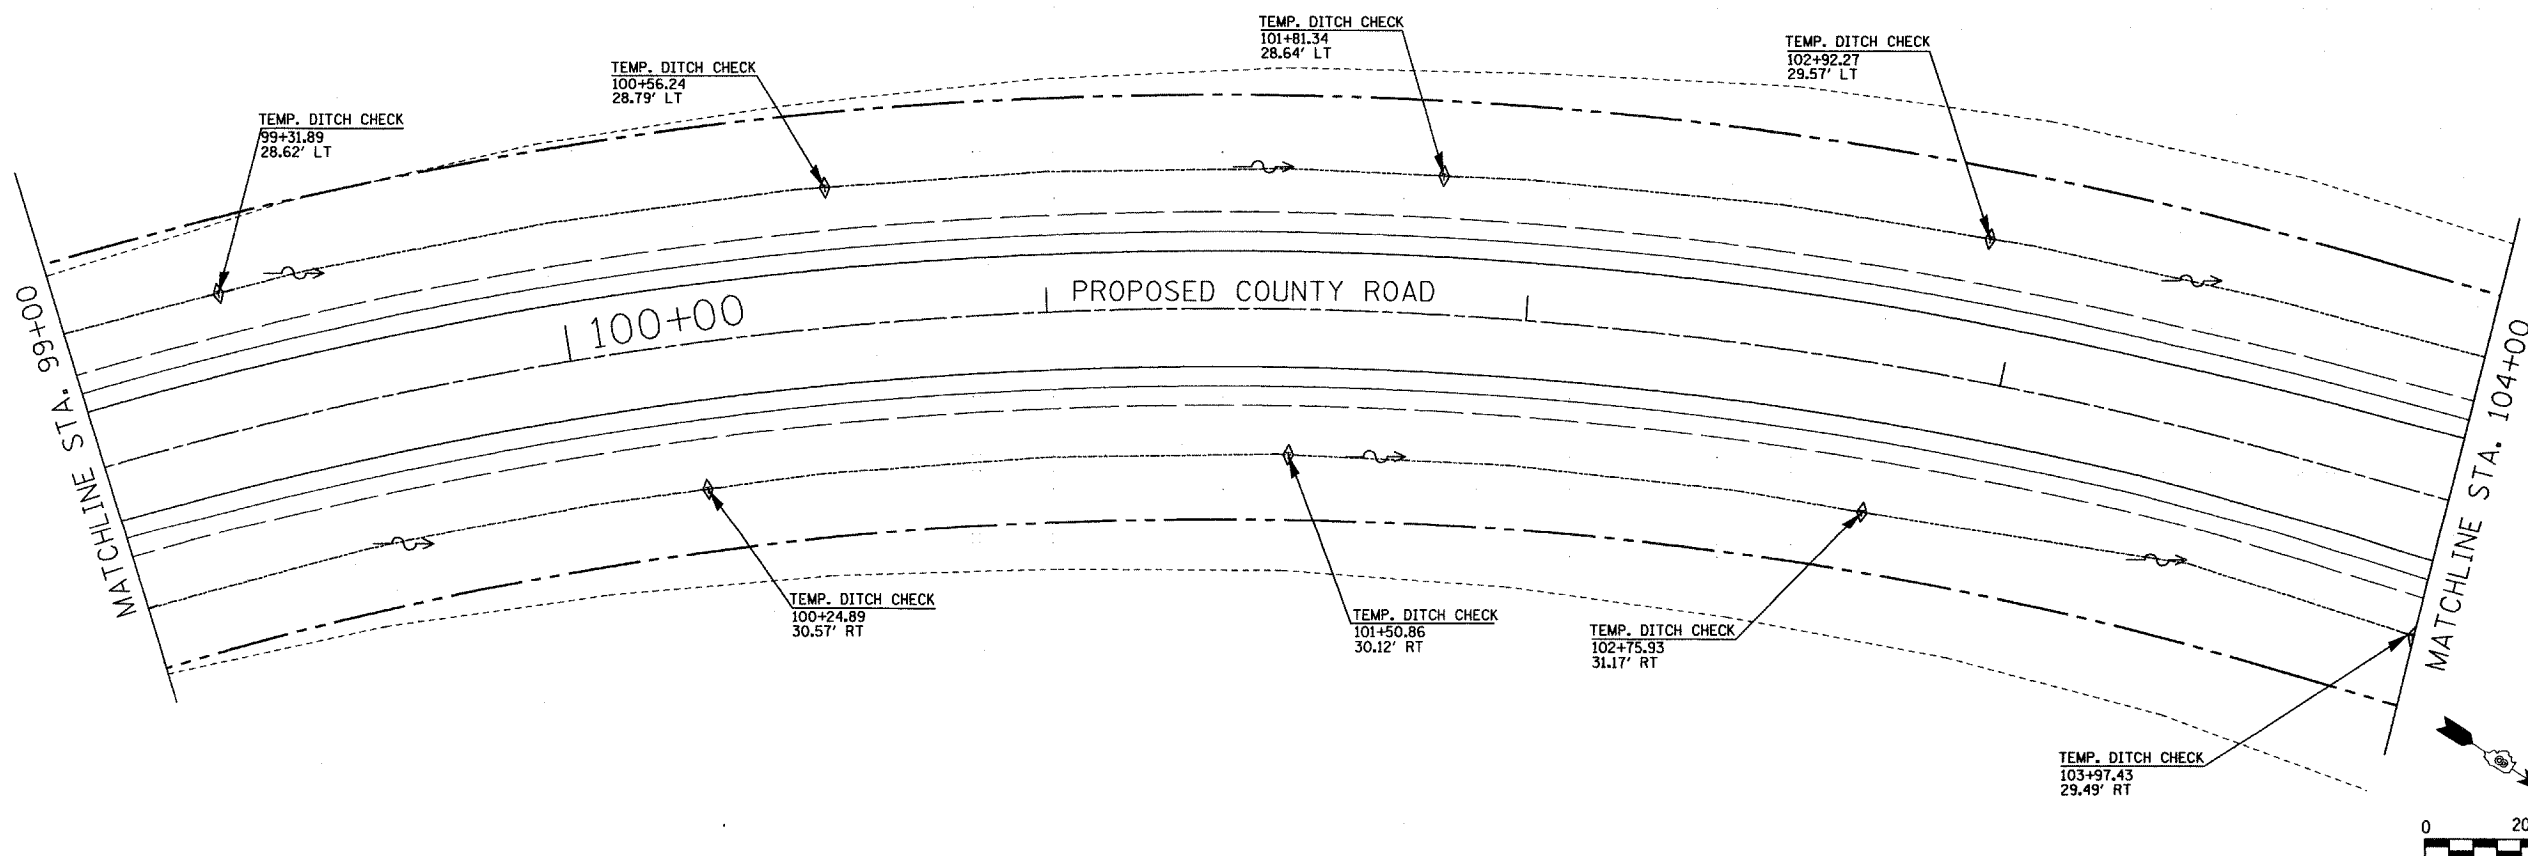 TEMP. DITCH CHECK
101+81.34
28.64' LT
TEMP. DITCH CHECK
102+92.27
29.57' LT
TEMP. DITCH CHECK
100+56.24
28.79' LT
TEMP. DITCH CHECK
99+31.89
28.62' LT
MATCHLINE STA. 99+00
100+00
PROPOSED COUNTY ROAD
MATCHLINE STA. 104+00
TEMP. DITCH CHECK
100+24.89
30.57' RT
TEMP. DITCH CHECK
101+50.86
30.12' RT
TEMP. DITCH CHECK
102+75.93
31.17' RT
TEMP. DITCH CHECK
103+97.43
29.49' RT
0 20